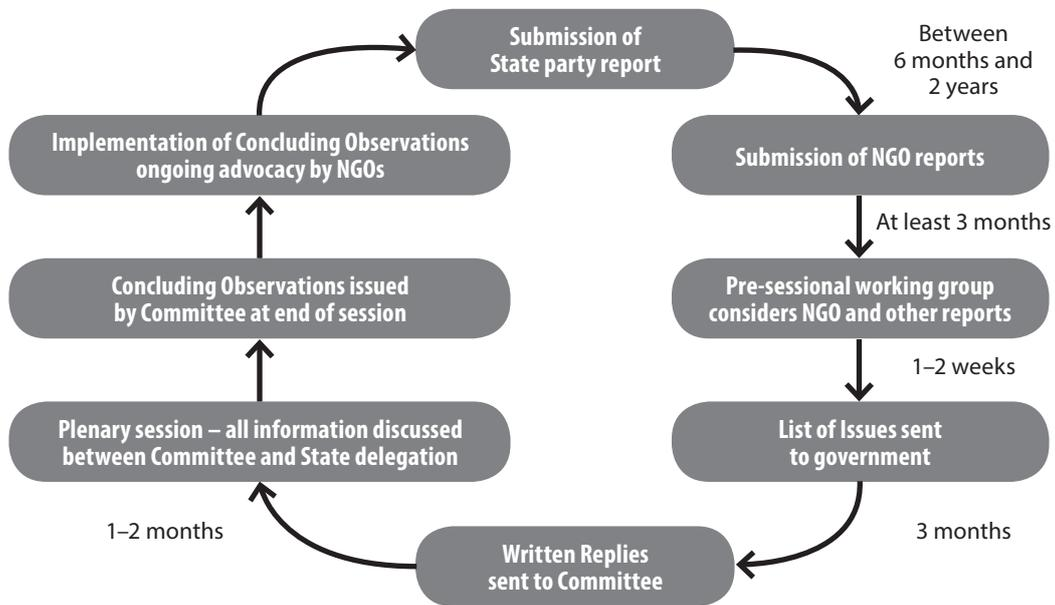 Submission of
State party report
Between
6 months and
2 years
Submission of NGO reports
At least 3 months
Pre-sessional working group
considers NGO and other reports
1–2 weeks
List of Issues sent
to government
3 months
Written Replies
sent to Committee
1–2 months
Plenary session – all information discussed
between Committee and State delegation
Concluding Observations issued
by Committee at end of session
Implementation of Concluding Observations
ongoing advocacy by NGOs